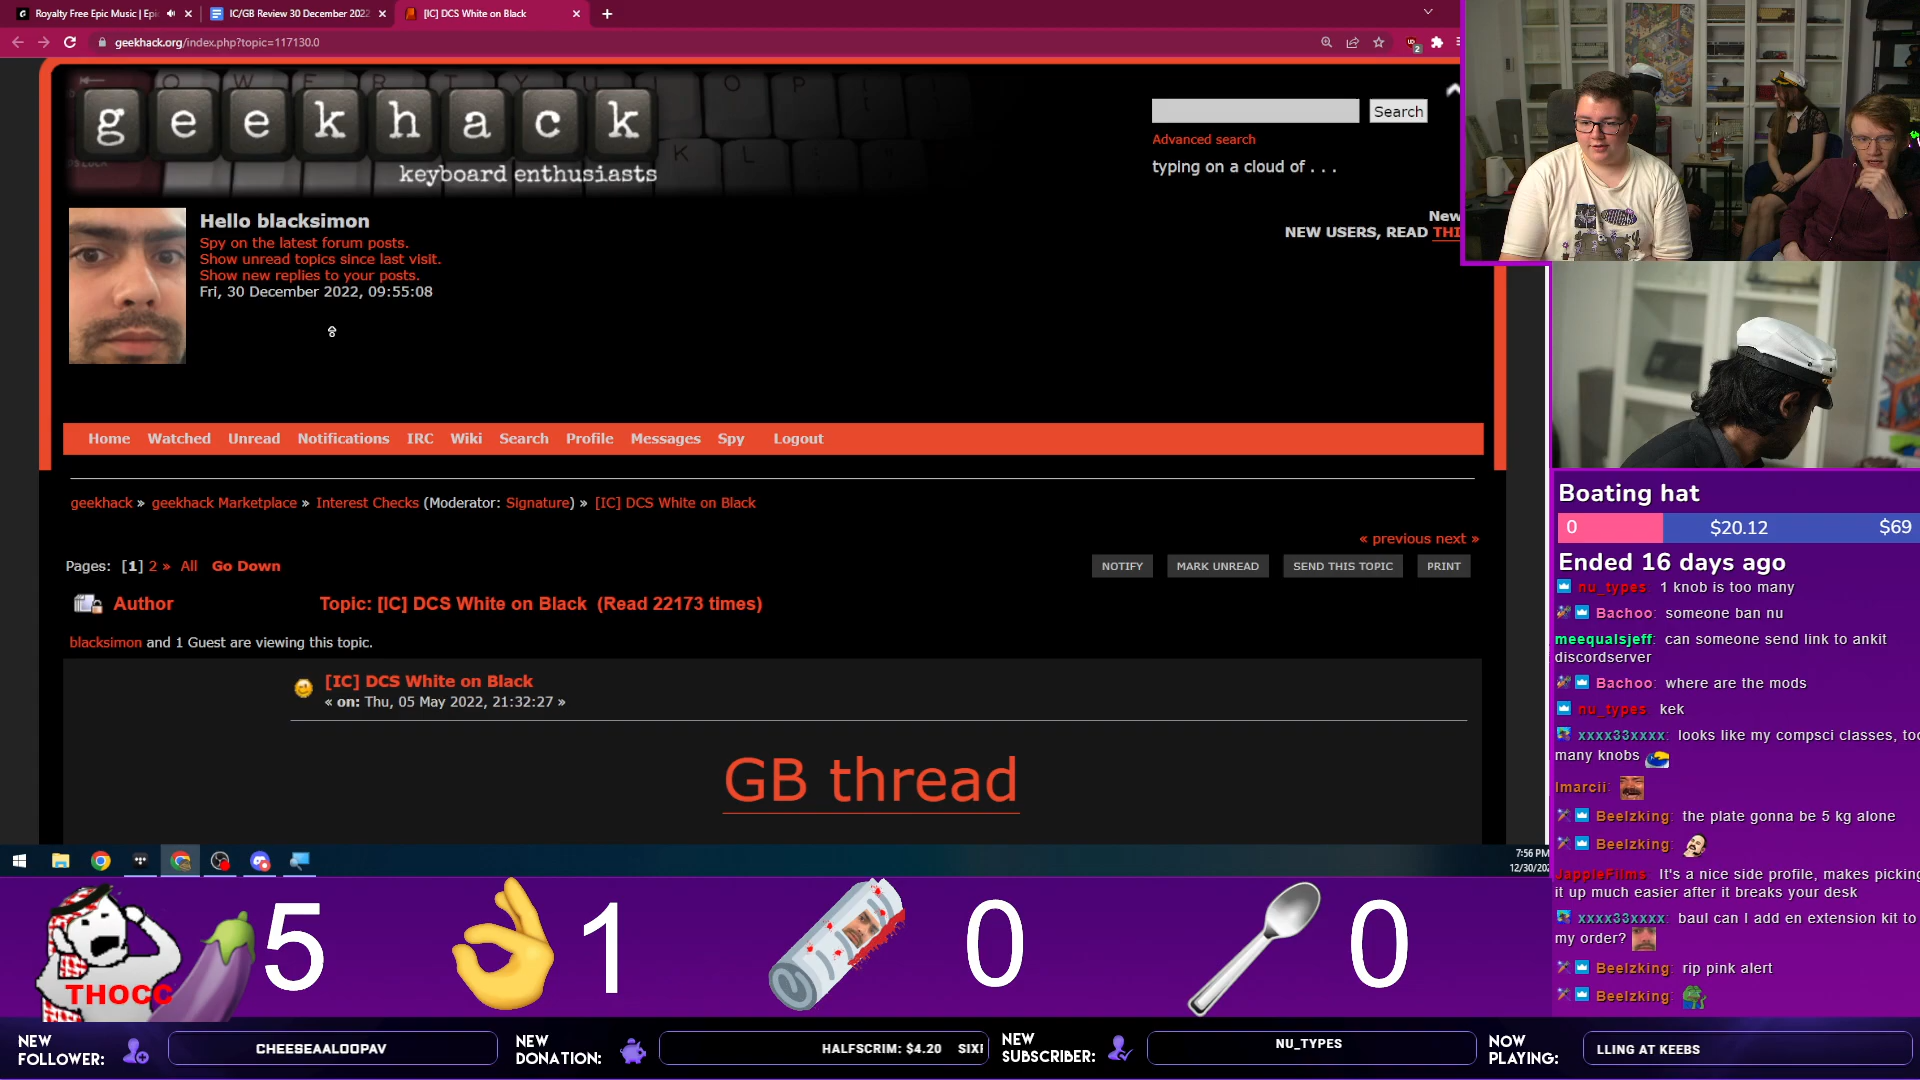 Royalty Free Epic Music | Epi
IC/GB Review 30 December 2022
[IC] DCS White on Black
geekhack.org/index.php?topic=117130.0
geekhack
keyboard enthusiasts
Search
Advanced search
typing on a cloud of . . .
Hello blacksimon
Spy on the latest forum posts.
Show unread topics since last visit.
Show new replies to your posts.
Fri, 30 December 2022, 09:55:08
New
NEW USERS, READ THI
Home Watched Unread Notifications IRC Wiki Search Profile Messages Spy Logout
geekhack » geekhack Marketplace » Interest Checks (Moderator: Signature) » [IC] DCS White on Black
« previous next »
Pages: [1] 2 » All Go Down
NOTIFY MARK UNREAD SEND THIS TOPIC PRINT
Author Topic: [IC] DCS White on Black (Read 22173 times)
blacksimon and 1 Guest are viewing this topic.
[IC] DCS White on Black
« on: Thu, 05 May 2022, 21:32:27 »
GB thread
7:56 PM
12/30/202
Boating hat
0 $20.12 $69
Ended 16 days ago
nu_types: 1 knob is too many
Bachoo: someone ban nu
meequalsjeff: can someone send link to ankit
discordserver
Bachoo: where are the mods
nu_types: kek
xxxx33xxxx: looks like my compsci classes, too
many knobs
lmarcii:
Beelzking: the plate gonna be 5 kg alone
Beelzking:
JappieFilms: It's a nice side profile, makes picking
it up much easier after it breaks your desk
xxxx33xxxx: baul can I add en extension kit to
my order?
Beelzking: rip pink alert
Beelzking:
THOCC 5 1 0 0
NEW
FOLLOWER:
CHEESEAALOOPAV
NEW
DONATION:
HALFSCRIM: $4.20 SIXI
NEW
SUBSCRIBER:
NU_TYPES
NOW
PLAYING:
LLING AT KEEBS